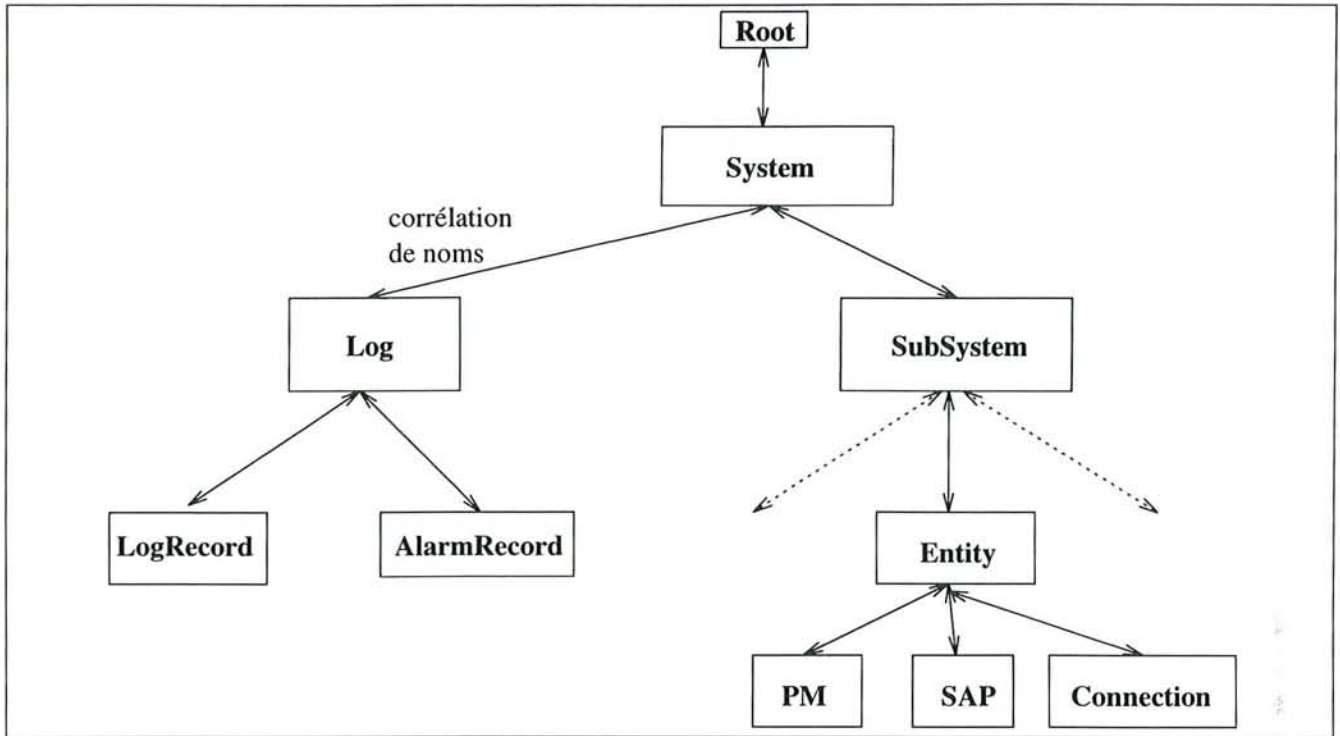 Root
System
corrélation
de noms
Log
SubSystem
LogRecord
AlarmRecord
Entity
PM
SAP
Connection